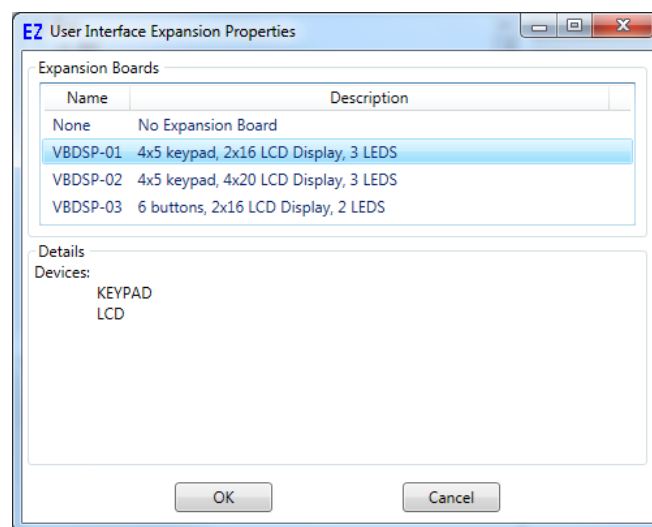 EZ User Interface Expansion Properties
Expansion Boards
Name Description
None No Expansion Board
VBDSP-01 4x5 keypad, 2x16 LCD Display, 3 LEDS
VBDSP-02 4x5 keypad, 4x20 LCD Display, 3 LEDS
VBDSP-03 6 buttons, 2x16 LCD Display, 2 LEDS
Details
Devices:
KEYPAD
LCD
OK Cancel